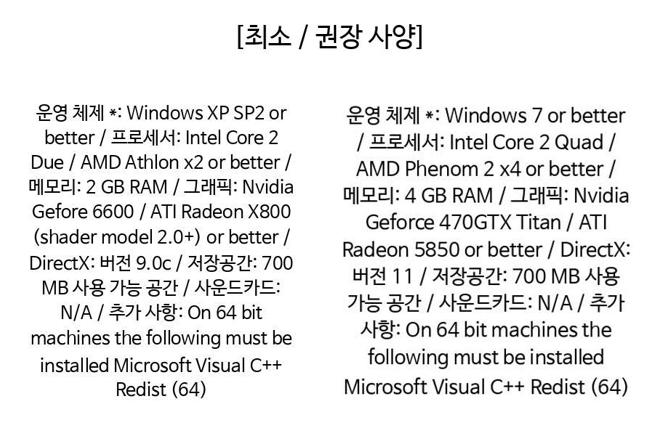 [최소 / 권장 사양]
운영 체제 *: Windows XP SP2 or
better / 프로세서: Intel Core 2
Due / AMD Athlon x2 or better /
메모리: 2 GB RAM / 그래픽: Nvidia
Gefore 6600 / ATI Radeon X800
(shader model 2.0+) or better /
DirectX: 버전 9.0c / 저장공간: 700
MB 사용 가능 공간 / 사운드카드:
N/A / 추가 사항: On 64 bit
machines the following must be
installed Microsoft Visual C++
Redist (64)
운영 체제 *: Windows 7 or better
/ 프로세서: Intel Core 2 Quad /
AMD Phenom 2 x4 or better /
메모리: 4 GB RAM / 그래픽: Nvidia
Geforce 470GTX Titan / ATI
Radeon 5850 or better / DirectX:
버전 11 / 저장공간: 700 MB 사용
가능 공간 / 사운드카드: N/A / 추가
사항: On 64 bit machines the
following must be installed
Microsoft Visual C++ Redist (64)